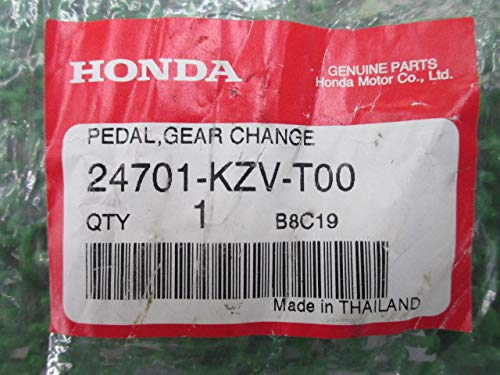 HONDA
GENUINE PARTS
Honda Motor Co., Ltd.
PEDAL,GEAR CHANGE
24701-KZV-T00
QTY 1 B8C19
Made in THAILAND